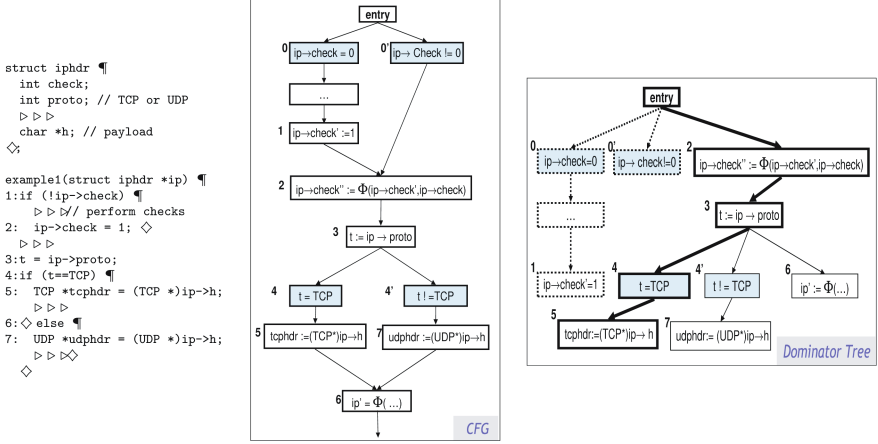 struct iphdr ¶
int check;
int proto; // TCP or UDP
▷ ▷ ▷
char *h; // payload
◇;
example1(struct iphdr *ip) ¶
1:if (!ip->check) ¶
▷ ▷ ▷// perform checks
2: ip->check = 1; ◇
▷ ▷ ▷
3:t = ip->proto;
4:if (t==TCP) ¶
5: TCP *tcphdr = (TCP *)ip->h;
▷ ▷ ▷
6:◇ else ¶
7: UDP *udphdr = (UDP *)ip->h;
▷ ▷ ▷◇
◇
entry
0 ip→check = 0
0' ip→ Check != 0
...
1 ip→check' :=1
2 ip→check'' := Φ(ip→check',ip→check)
3 t := ip → proto
4 t = TCP
4' t ! =TCP
5 tcphdr :=(TCP*)ip→h
7 udphdr :=(UDP*)ip→h
6 ip' = Φ( ...)
CFG
entry
0 ip→check=0
0' ip→ check!=0
2 ip→check'' := Φ(ip→check',ip→check)
...
3 t := ip → proto
1 ip→check'=1
4 t =TCP
4' t ! = TCP
6 ip' := Φ(...)
5 tcphdr:=(TCP*)ip→h
7 udphdr:= (UDP*)ip→h
Dominator Tree